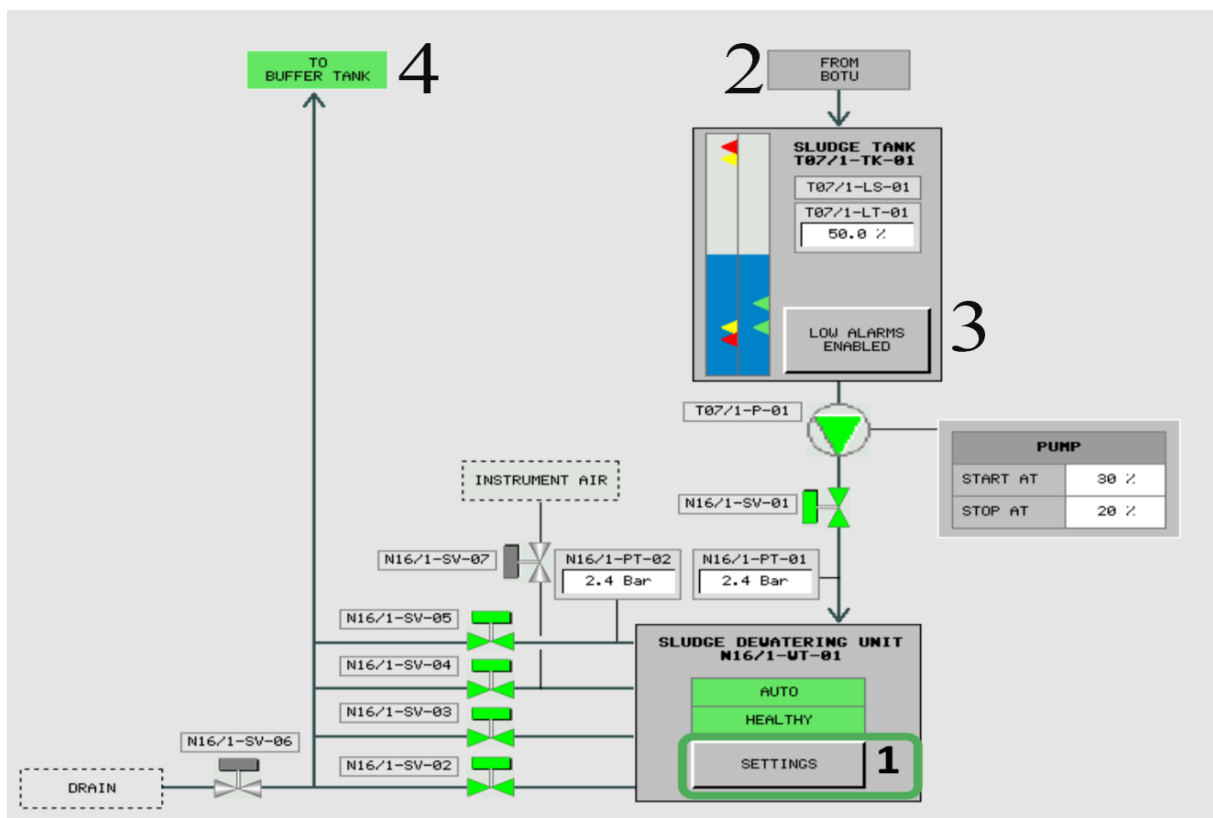 TO
BUFFER TANK
4
2
FROM
BOTU
SLUDGE TANK
T07/1-TK-01
T07/1-LS-01
T07/1-LT-01
50.0 %
LOW ALARMS
ENABLED
3
T07/1-P-01
PUMP
START AT 30 %
STOP AT 20 %
INSTRUMENT AIR
N16/1-SV-01
N16/1-SV-07
N16/1-PT-02
2.4 Bar
N16/1-PT-01
2.4 Bar
N16/1-SV-05
N16/1-SV-04
N16/1-SV-03
N16/1-SV-02
N16/1-SV-06
DRAIN
SLUDGE DEWATERING UNIT
N16/1-WT-01
AUTO
HEALTHY
SETTINGS
1